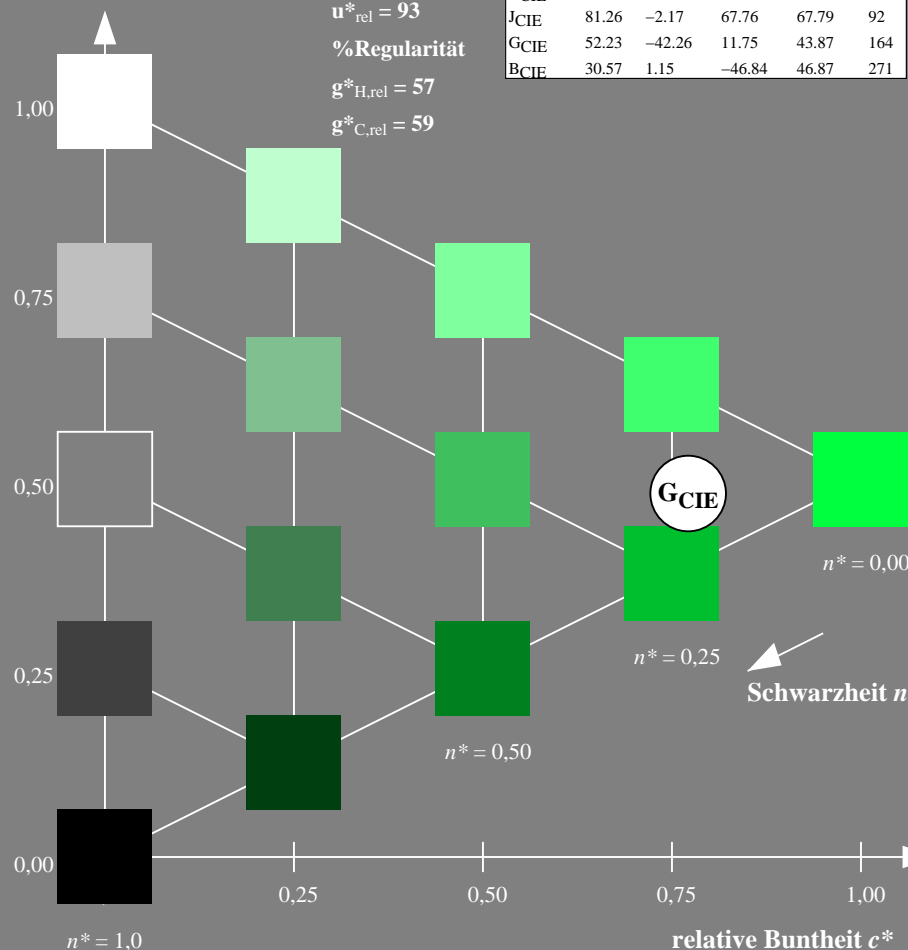 u*rel = 93
%Regularität
g*H,rel = 57
g*C,rel = 59
CIE
JCIE 81.26 −2.17 67.76 67.79 92
GCIE 52.23 −42.26 11.75 43.87 164
BCIE 30.57 1.15 −46.84 46.87 271
1,00
0,75
0,50
GCIE
n* = 0,00
0,25
n* = 0,25
Schwarzheit n
n* = 0,50
0,00
0,25 0,50 0,75 1,00
n* = 1,0
relative Buntheit c*